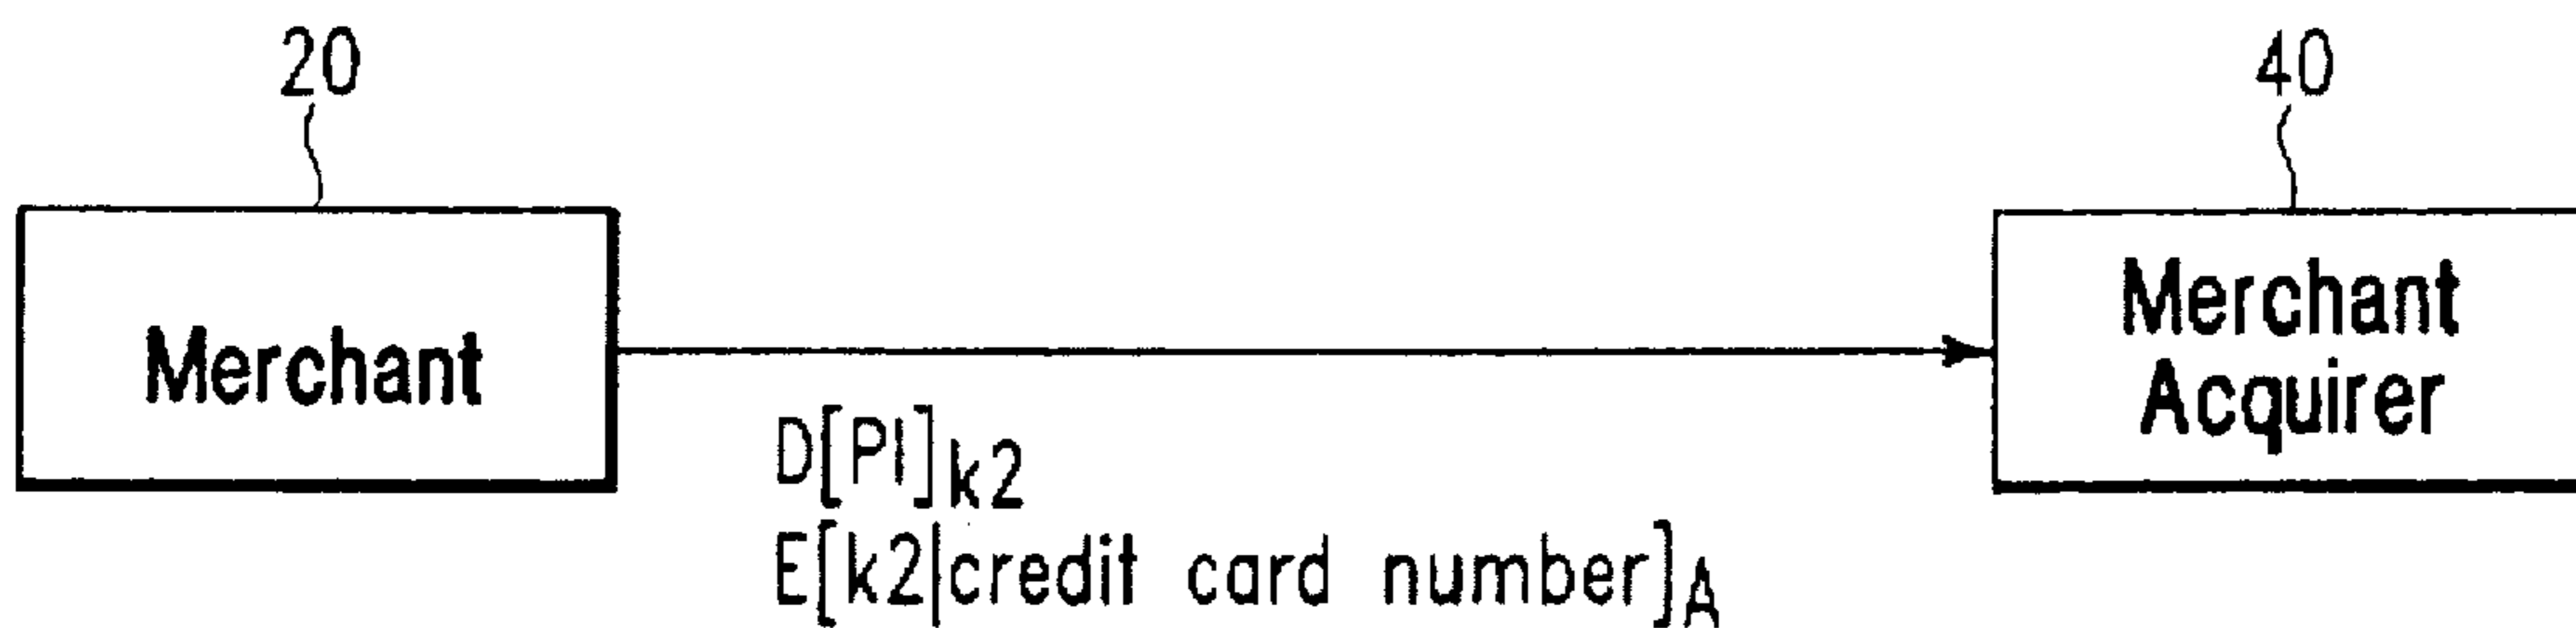 20
40
Merchant
Merchant
Acquirer
D[PI]k2
E[k2|credit card number]A